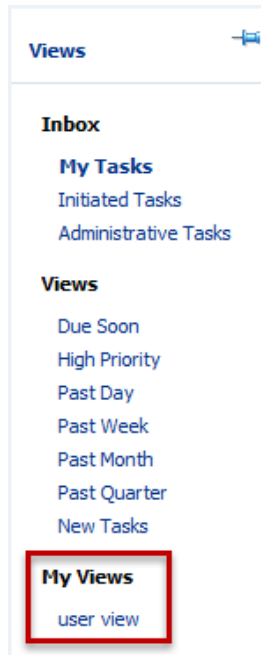 Views
Inbox
My Tasks
Initiated Tasks
Administrative Tasks
Views
Due Soon
High Priority
Past Day
Past Week
Past Month
Past Quarter
New Tasks
My Views
user view